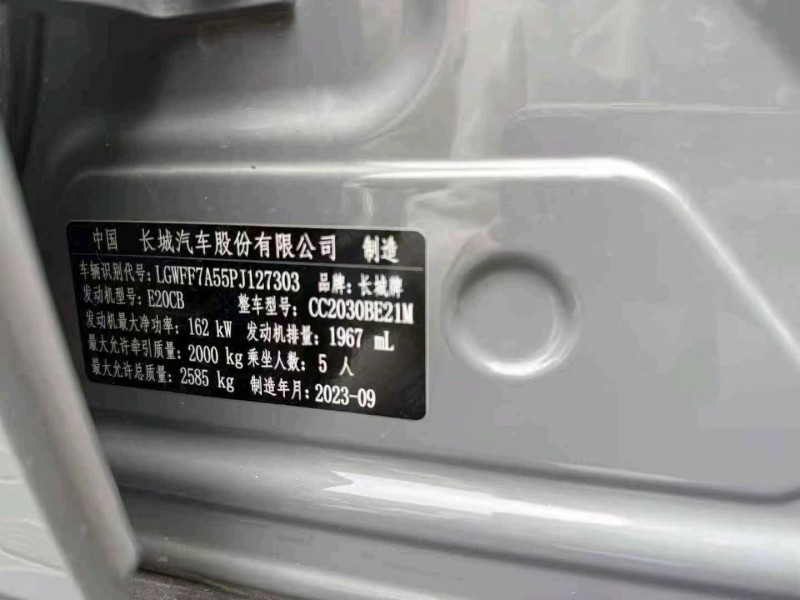 中国 长城汽车股份有限公司 制造
车辆识别代号: LGWFF7A55PJ127303 品牌: 长城牌
发动机型号: E20CB 整车型号: CC2030BE21M
发动机最大净功率: 162 kW 发动机排量: 1967 mL
最大允许牵引质量: 2000 kg 乘坐人数: 5 人
最大允许总质量: 2585 kg 制造年月: 2023-09